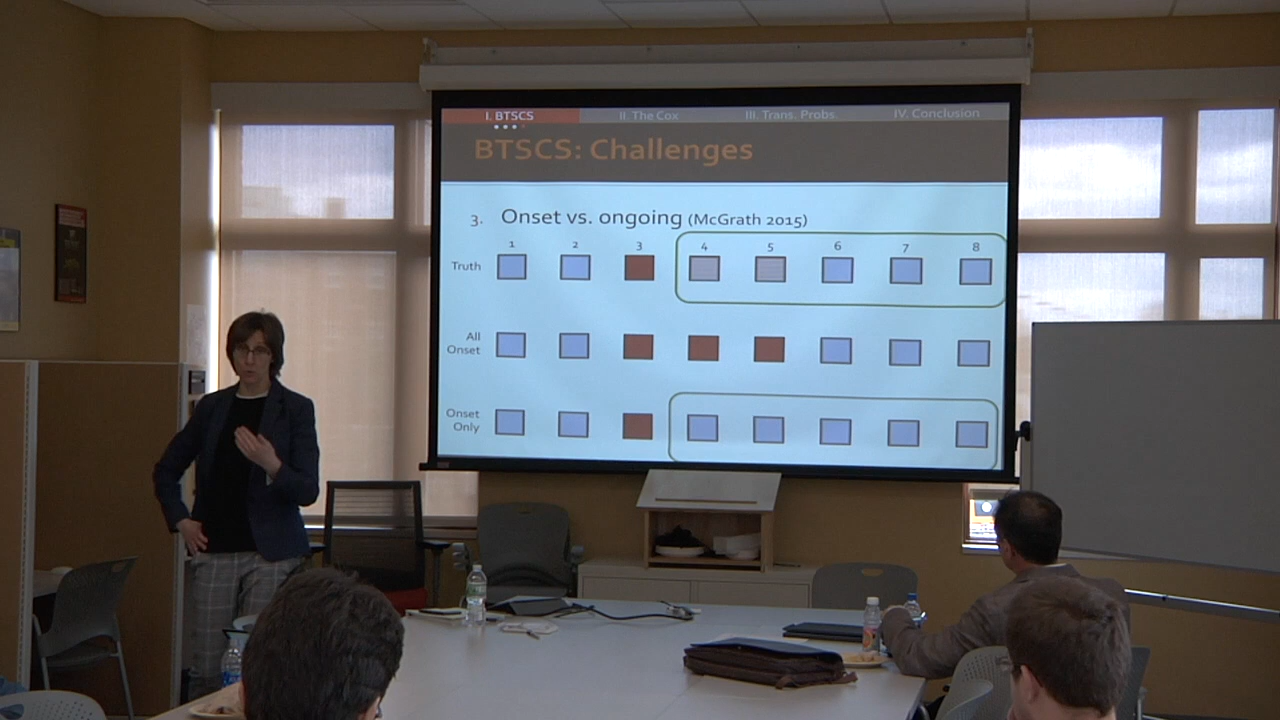 I. BTSCS II. The Cox III. Trans. Probs. IV. Conclusion
BTSCS: Challenges
3. Onset vs. ongoing (McGrath 2015)
1 2 3 4 5 6 7 8
Truth
All
Onset
Onset
Only